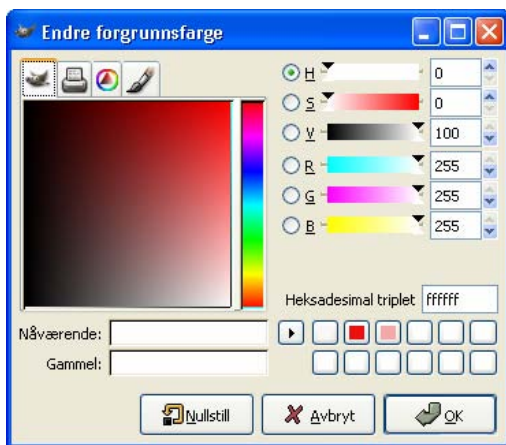 Endre forgrunnsfarge
H 0
S 0
V 100
R 255
G 255
B 255
Heksadesimal triplet ffffff
Nåværende:
Gammel:
Nullstill Avbryt OK